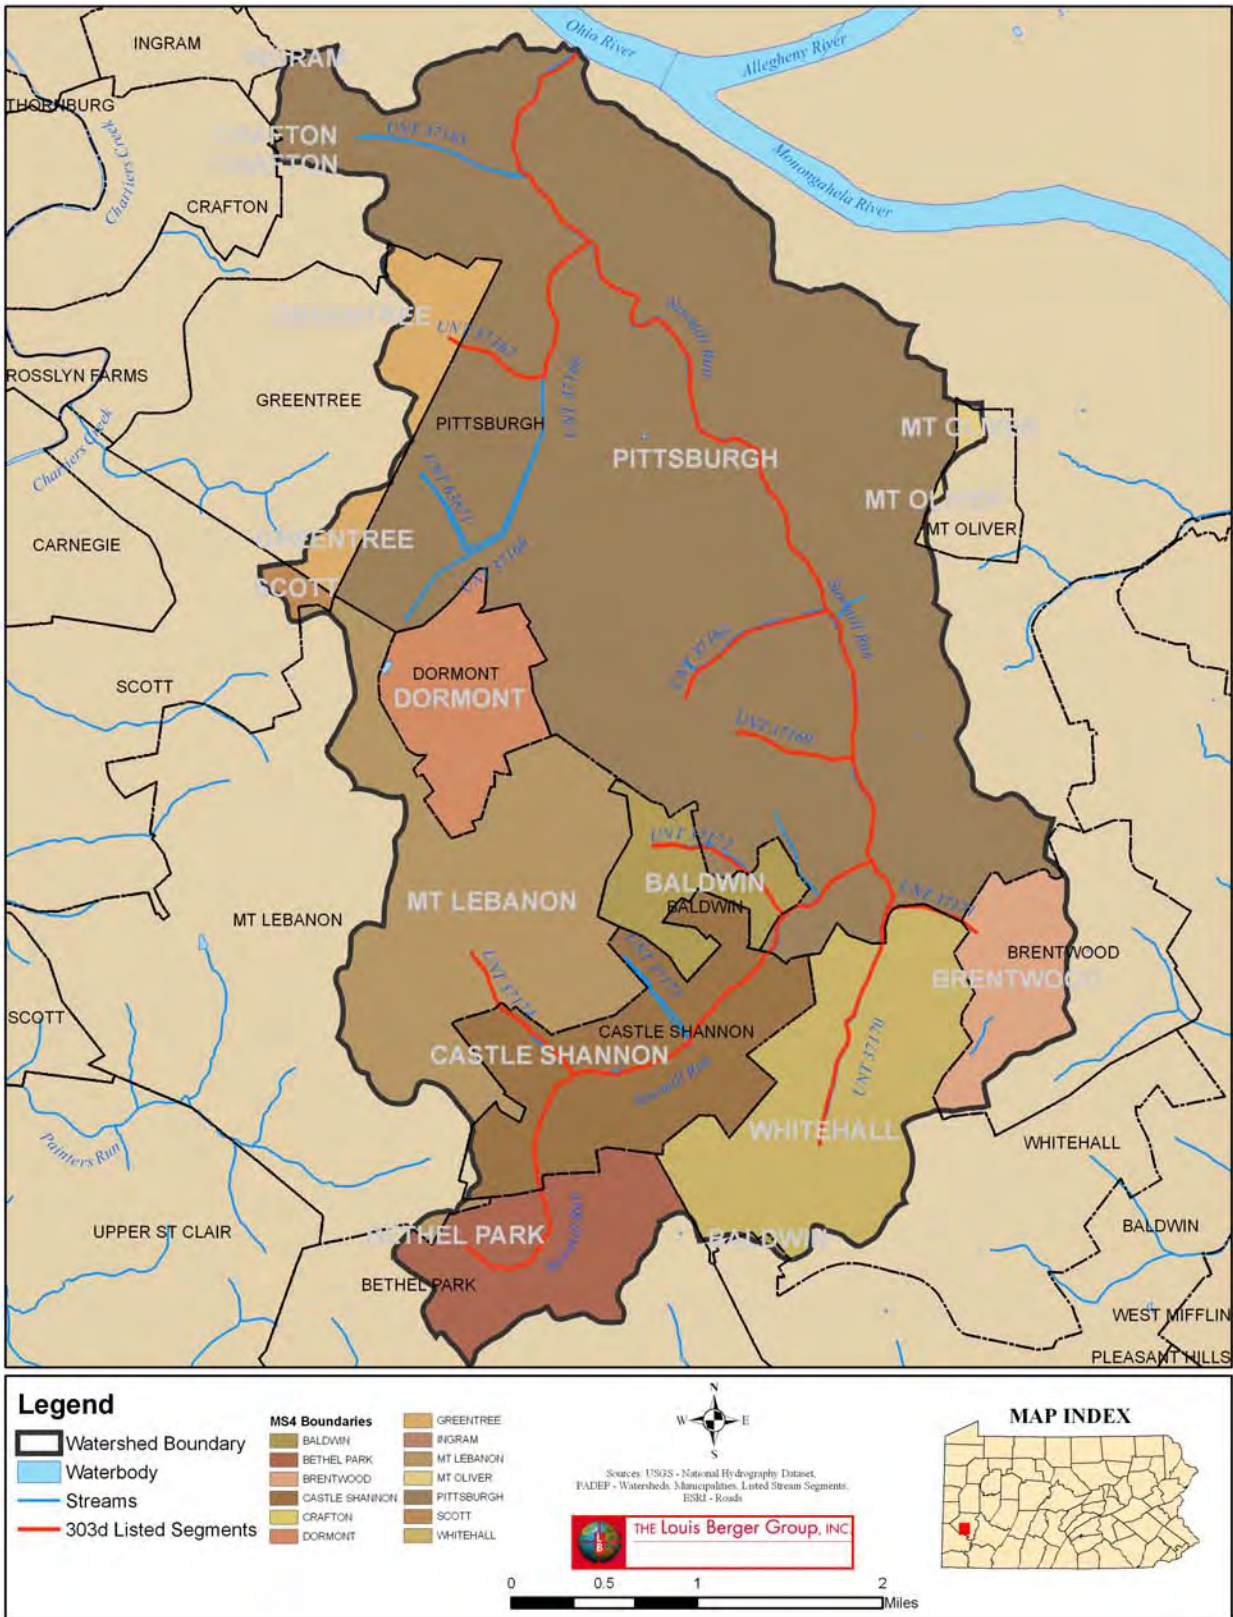 INGRAM
INGRAM
Ohio River
Allegheny River
THORNBURG
Chartiers Creek
CRAFTON
CRAFTON
UNT 37165
Monongahela River
CRAFTON
GREENTREE
Sawmill Run
UNT 37167
ROSSLYN FARMS
GREENTREE
UNT 37166
PITTSBURGH
PITTSBURGH
MT OLIVER
Chartiers Creek
MT OLIVER
MT OLIVER
CARNEGIE
GREENTREE
UNT 37168
SCOTT
Sawmill Run
SCOTT
DORMONT
DORMONT
UNT 37169
UNT 37172
BALDWIN
BALDWIN
MT LEBANON
MT LEBANON
BRENTWOOD
BRENTWOOD
UNT 37173
UNT 37174
SCOTT
CASTLE SHANNON
CASTLE SHANNON
Sawmill Run
UNT 37170
WHITEHALL
WHITEHALL
Painters Run
UPPER ST CLAIR
BETHEL PARK
BALDWIN
BALDWIN
Sawmill Run
BETHEL PARK
WEST MIFFLIN
PLEASANT HILLS
Legend
Watershed Boundary
Waterbody
Streams
303d Listed Segments
MS4 Boundaries
BALDWIN
BETHEL PARK
BRENTWOOD
CASTLE SHANNON
CRAFTON
DORMONT
GREENTREE
INGRAM
MT LEBANON
MT OLIVER
PITTSBURGH
SCOTT
WHITEHALL
N
W E
S
Sources: USGS - National Hydrography Dataset,
PADEP - Watersheds, Municipalities, Listed Stream Segments,
ESRI - Roads
LB
THE Louis Berger Group, INC.
0 0.5 1 2
Miles
MAP INDEX